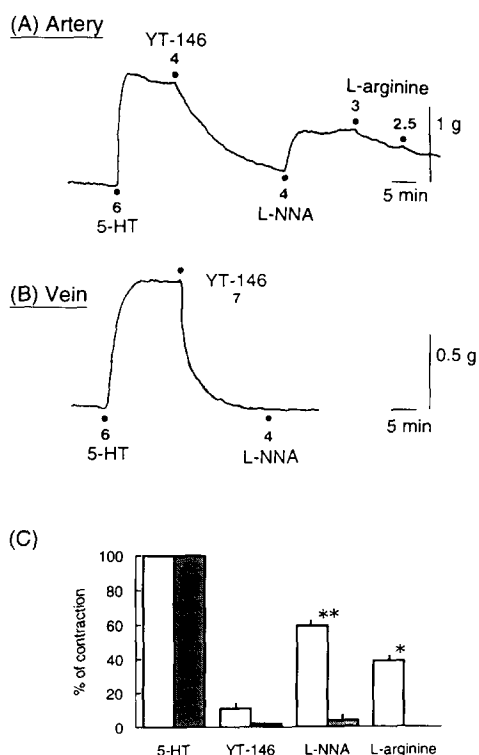 (A) Artery
YT-146
4
L-arginine
3
2.5
1 g
5 min
6
5-HT
4
L-NNA
(B) Vein
YT-146
7
0.5 g
5 min
6
5-HT
4
L-NNA
(C)
% of contraction
100
80
60
40
20
0
**
*
5-HT YT-146 L-NNA L-arginine